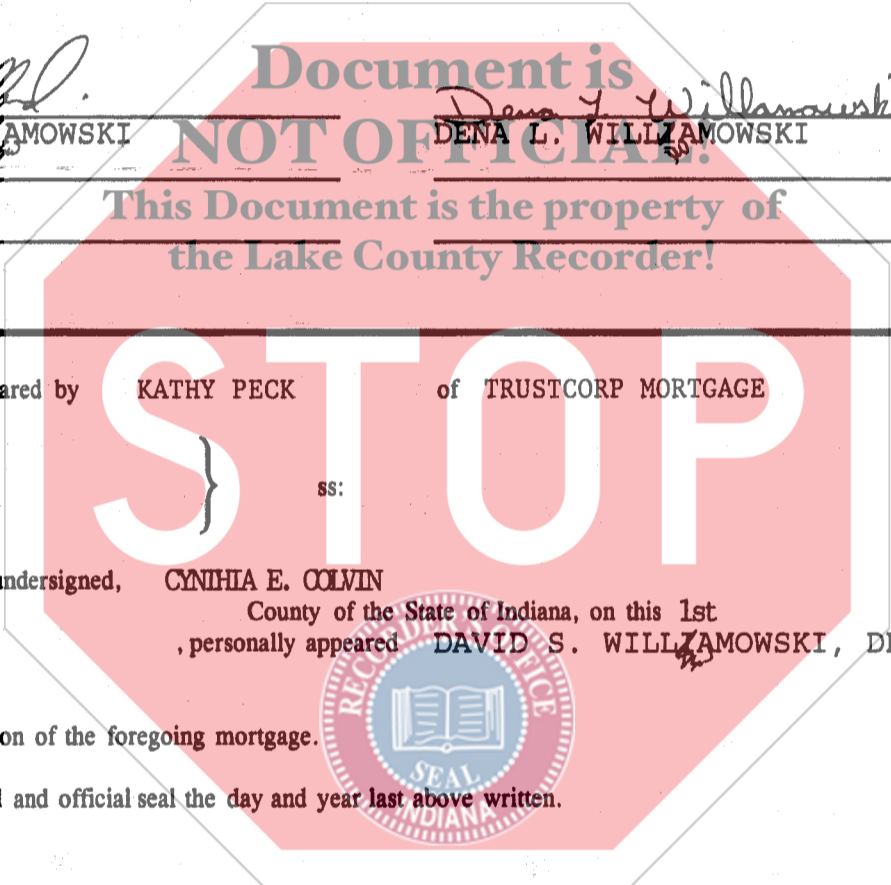 Document is
Dena L. Willamowski
AMOWSKI DENA L. WILLIAMOWSKI
NOT OFFICIAL!
This Document is the property of
the Lake County Recorder!
STOP
ared by KATHY PECK of TRUSTCORP MORTGAGE
} ss:
undersigned, CYNTHIA E. COLVIN
County of the State of Indiana, on this 1st
, personally appeared DAVID S. WILLIAMOWSKI, DE
on of the foregoing mortgage.
and official seal the day and year last above written.
RECORDER'S OFFICE
SEAL
INDIANA